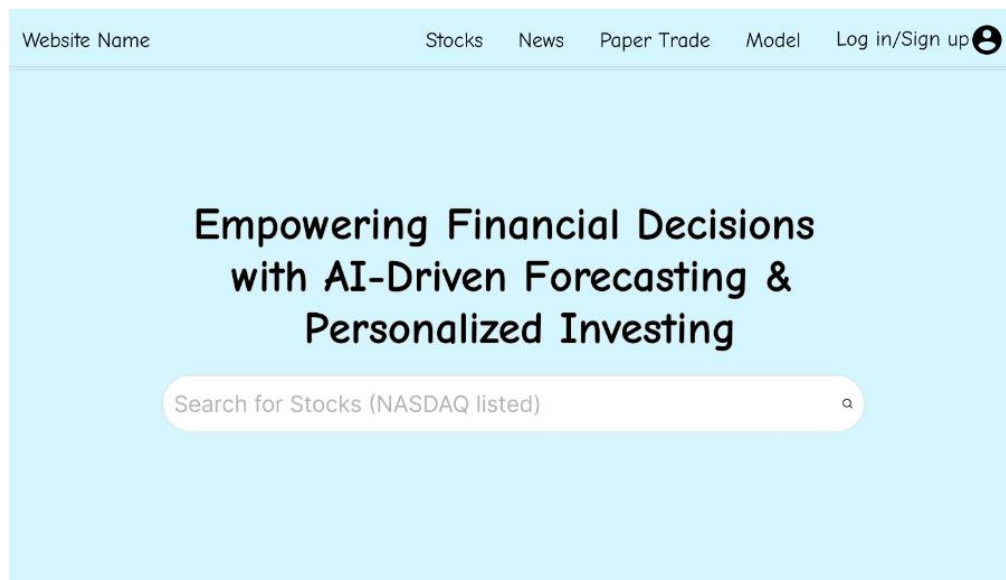 Website Name
Stocks News Paper Trade Model Log in/Sign up
Empowering Financial Decisions
with AI-Driven Forecasting &
Personalized Investing
Search for Stocks (NASDAQ listed)